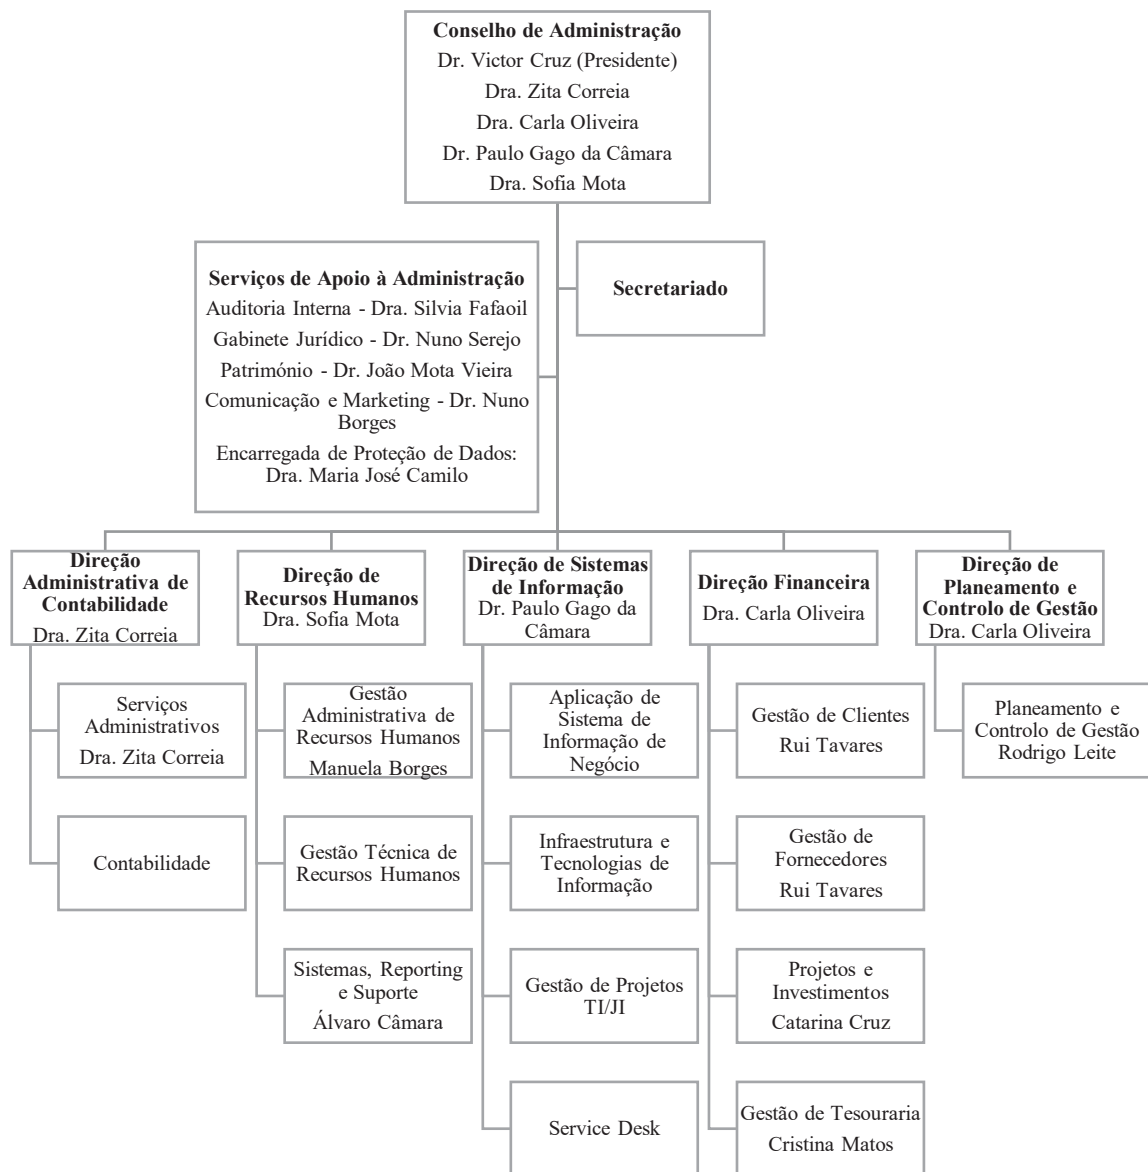 Conselho de Administração
Dr. Victor Cruz (Presidente)
Dra. Zita Correia
Dra. Carla Oliveira
Dr. Paulo Gago da Câmara
Dra. Sofia Mota
Serviços de Apoio à Administração
Auditoria Interna - Dra. Silvia Fafaoil
Gabinete Jurídico - Dr. Nuno Serejo
Património - Dr. João Mota Vieira
Comunicação e Marketing - Dr. Nuno
Borges
Encarregada de Proteção de Dados:
Dra. Maria José Camilo
Secretariado
Direção
Administrativa de
Contabilidade
Dra. Zita Correia
Serviços
Administrativos
Dra. Zita Correia
Contabilidade
Direção de
Recursos Humanos
Dra. Sofia Mota
Gestão
Administrativa de
Recursos Humanos
Manuela Borges
Gestão Técnica de
Recursos Humanos
Sistemas, Reporting
e Suporte
Álvaro Câmara
Direção de Sistemas
de Informação
Dr. Paulo Gago da
Câmara
Aplicação de
Sistema de
Informação de
Negócio
Infraestrutura e
Tecnologias de
Informação
Gestão de Projetos
TI/JI
Service Desk
Direção Financeira
Dra. Carla Oliveira
Gestão de Clientes
Rui Tavares
Gestão de
Fornecedores
Rui Tavares
Projetos e
Investimentos
Catarina Cruz
Gestão de Tesouraria
Cristina Matos
Direção de
Planeamento e
Controlo de Gestão
Dra. Carla Oliveira
Planeamento e
Controlo de Gestão
Rodrigo Leite